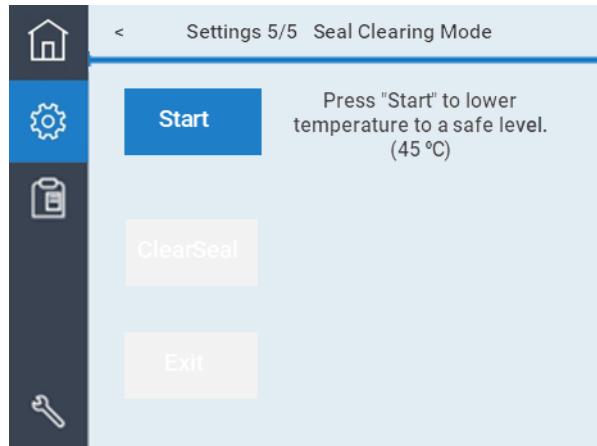 < Settings 5/5 Seal Clearing Mode
Start
Press "Start" to lower
temperature to a safe level.
(45 ºC)
ClearSeal
Exit